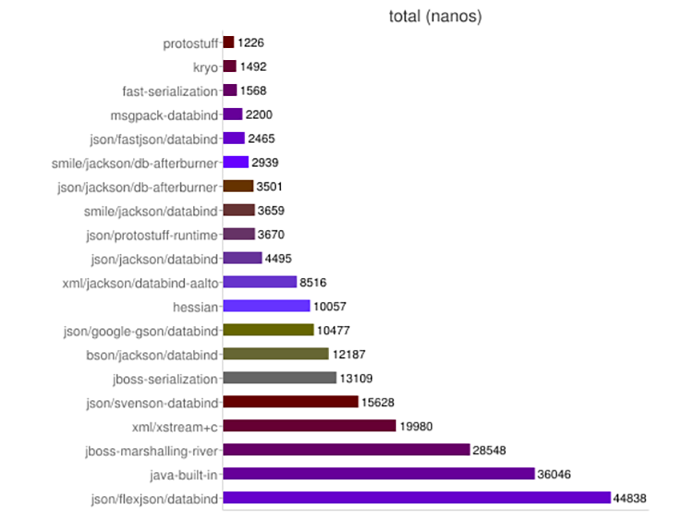 total (nanos)
protostuff 1226
kryo 1492
fast-serialization 1568
msgpack-databind 2200
json/fastjson/databind 2465
smile/jackson/db-afterburner 2939
json/jackson/db-afterburner 3501
smile/jackson/databind 3659
json/protostuff-runtime 3670
json/jackson/databind 4495
xml/jackson/databind-aalto 8516
hessian 10057
json/google-gson/databind 10477
bson/jackson/databind 12187
jboss-serialization 13109
json/svenson-databind 15628
xml/xstream+c 19980
jboss-marshalling-river 28548
java-built-in 36046
json/flexjson/databind 44838